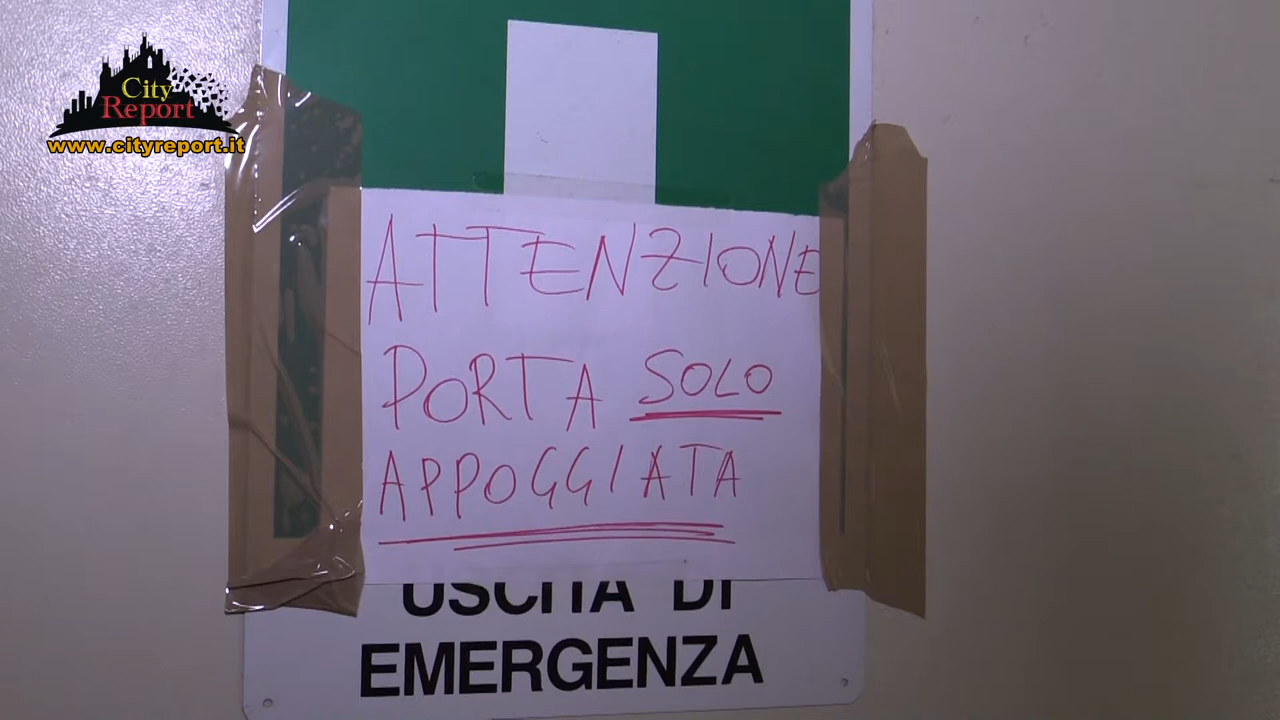 City
Report
www.cityreport.it
ATTENZIONE
PORTA SOLO
APPOGGIATA
USCITA DI
EMERGENZA